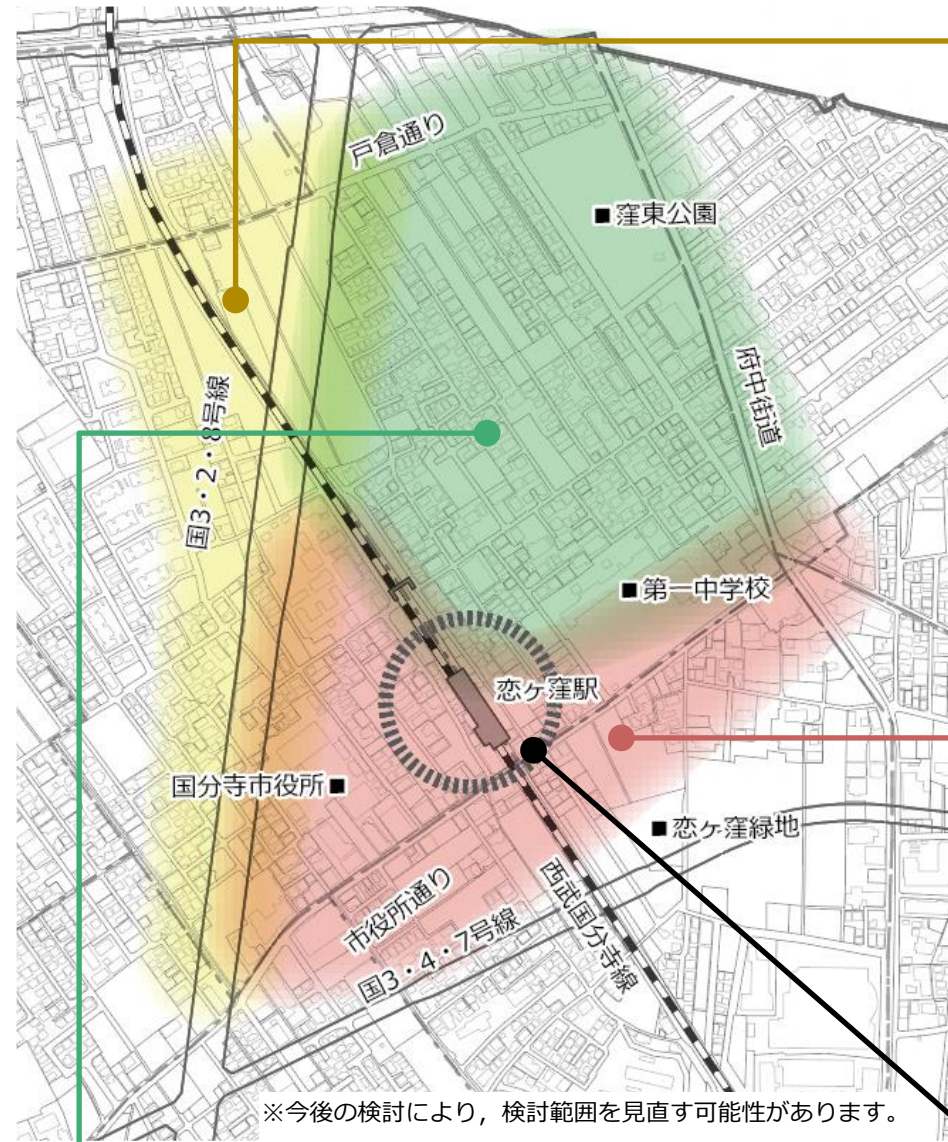 戸倉通り
■窪東公園
府中街道
国3・2・8号線
■第一中学校
恋ヶ窪駅
国分寺市役所■
■恋ヶ窪緑地
市役所通り
西武国分寺線
国3・4・7号線
※今後の検討により，検討範囲を見直す可能性があります。